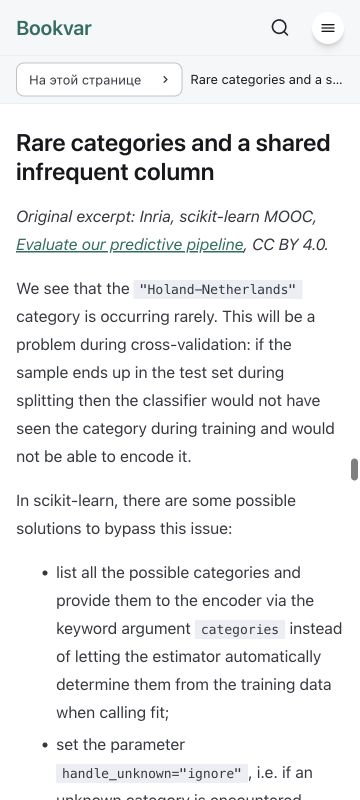 Bookvar
На этой странице
Rare categories and a s…
Rare categories and a shared
infrequent column
Original excerpt: Inria, scikit-learn MOOC,
Evaluate our predictive pipeline, CC BY 4.0.
We see that the "Holand-Netherlands"
category is occurring rarely. This will be a
problem during cross-validation: if the
sample ends up in the test set during
splitting then the classifier would not have
seen the category during training and would
not be able to encode it.
In scikit-learn, there are some possible
solutions to bypass this issue:
• list all the possible categories and
provide them to the encoder via the
keyword argument categories instead
of letting the estimator automatically
determine them from the training data
when calling fit;
• set the parameter
handle_unknown="ignore", i.e. if an
unknown category is encountered